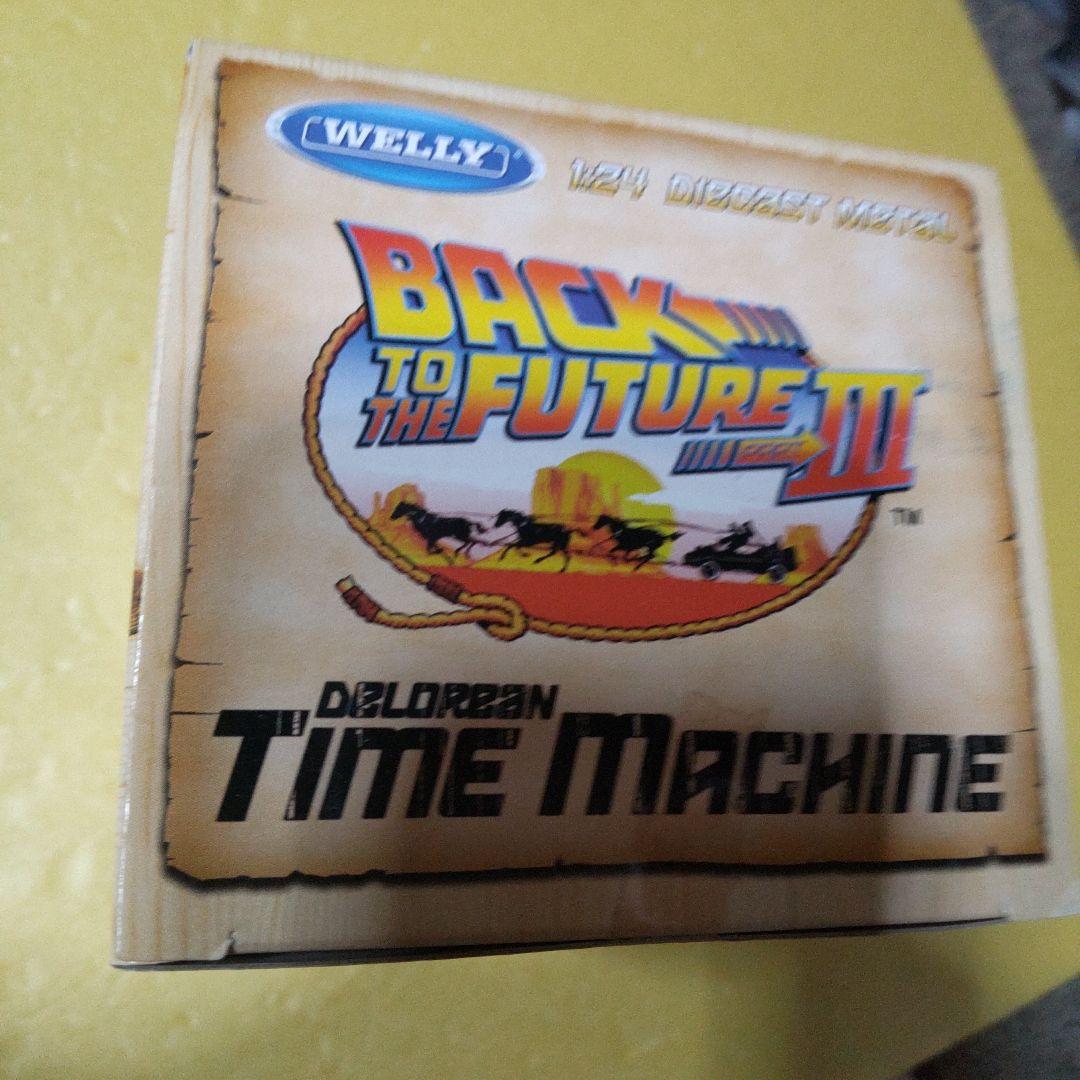 WELLY
1:24 DIECAST METAL
BACK
TO THE FUTURE III
TM
DELOREAN
TIME MACHINE